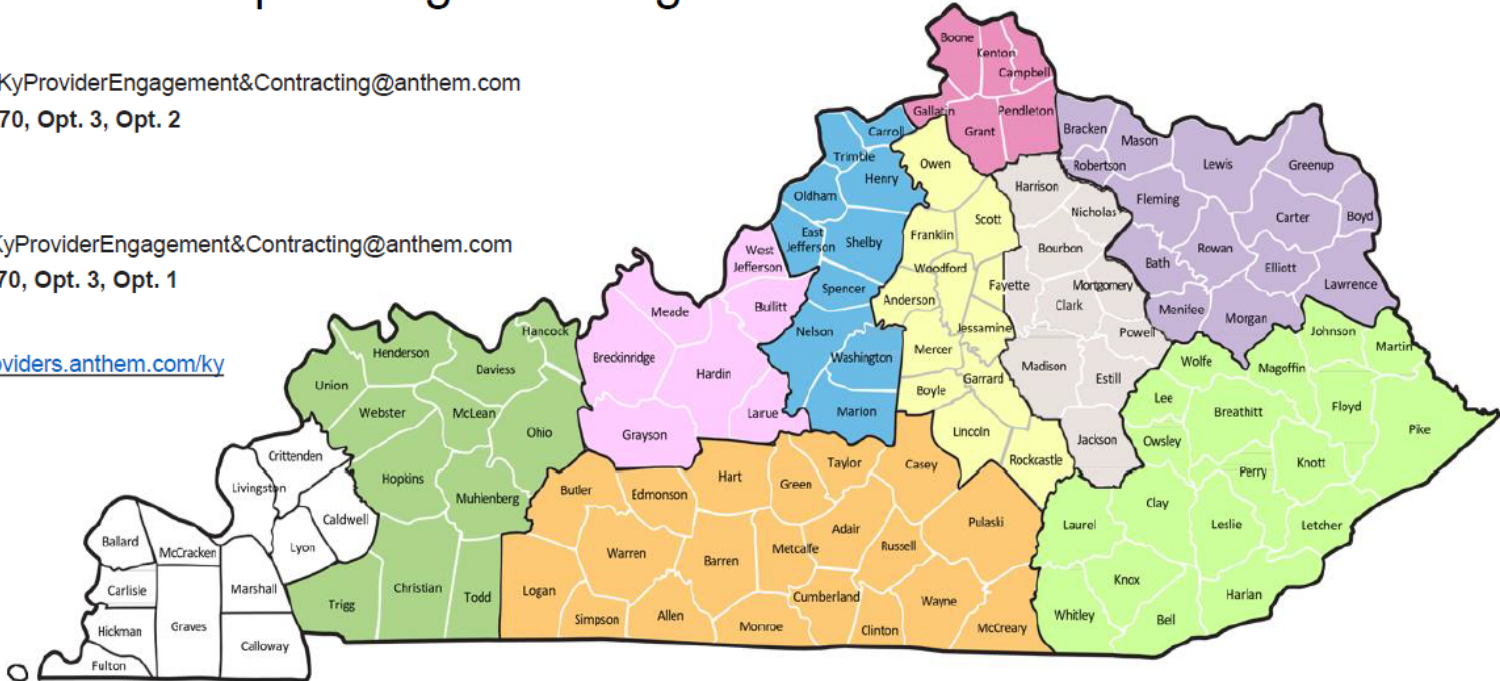 KyProviderEngagement&Contracting@anthem.com
70, Opt. 3, Opt. 2
KyProviderEngagement&Contracting@anthem.com
70, Opt. 3, Opt. 1
oviders.anthem.com/ky
Boone
Kenton
Campbell
Gallatin
Grant
Pendleton
Carroll
Trimble
Henry
Oldham
East
Jefferson
Shelby
Spencer
Nelson
Washington
Marion
Owen
Scott
Franklin
Woodford
Fayette
Anderson
Jessamine
Mercer
Garrard
Boyle
Lincoln
Rockcastle
Harrison
Nicholas
Bourbon
Montgomery
Clark
Powell
Madison
Estill
Jackson
Bracken
Mason
Robertson
Lewis
Greenup
Fleming
Carter
Boyd
Rowan
Bath
Elliott
Lawrence
Menifee
Morgan
West
Jefferson
Bullitt
Meade
Breckinridge
Hardin
Larue
Grayson
Hancock
Henderson
Daviess
Union
Webster
McLean
Ohio
Hopkins
Muhlenberg
Christian
Todd
Trigg
Crittenden
Livingston
Caldwell
Lyon
Ballard
McCracken
Carlisle
Marshall
Hickman
Graves
Calloway
Fulton
Butler
Edmonson
Hart
Green
Taylor
Casey
Pulaski
Adair
Russell
Metcalfe
Barren
Warren
Logan
Simpson
Allen
Monroe
Cumberland
Clinton
Wayne
McCreary
Johnson
Martin
Magoffin
Wolfe
Lee
Breathitt
Floyd
Pike
Owsley
Perry
Knott
Clay
Laurel
Leslie
Letcher
Knox
Harlan
Whitley
Bell